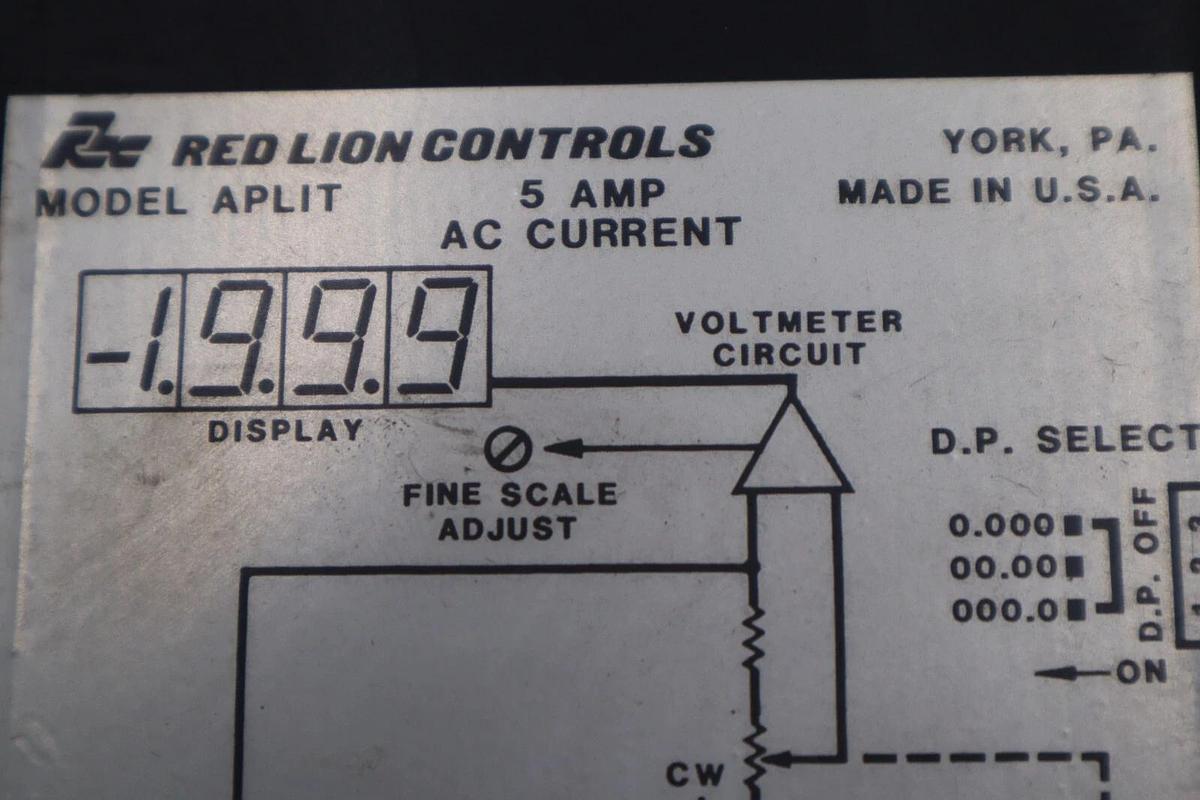 RLC RED LION CONTROLS YORK, PA.
MODEL APLIT 5 AMP MADE IN U.S.A.
AC CURRENT
-1.9.9.9
DISPLAY
VOLTMETER
CIRCUIT
FINE SCALE
ADJUST
D.P. SELECT
0.000
00.00
000.0
D.P. OFF
ON
CW